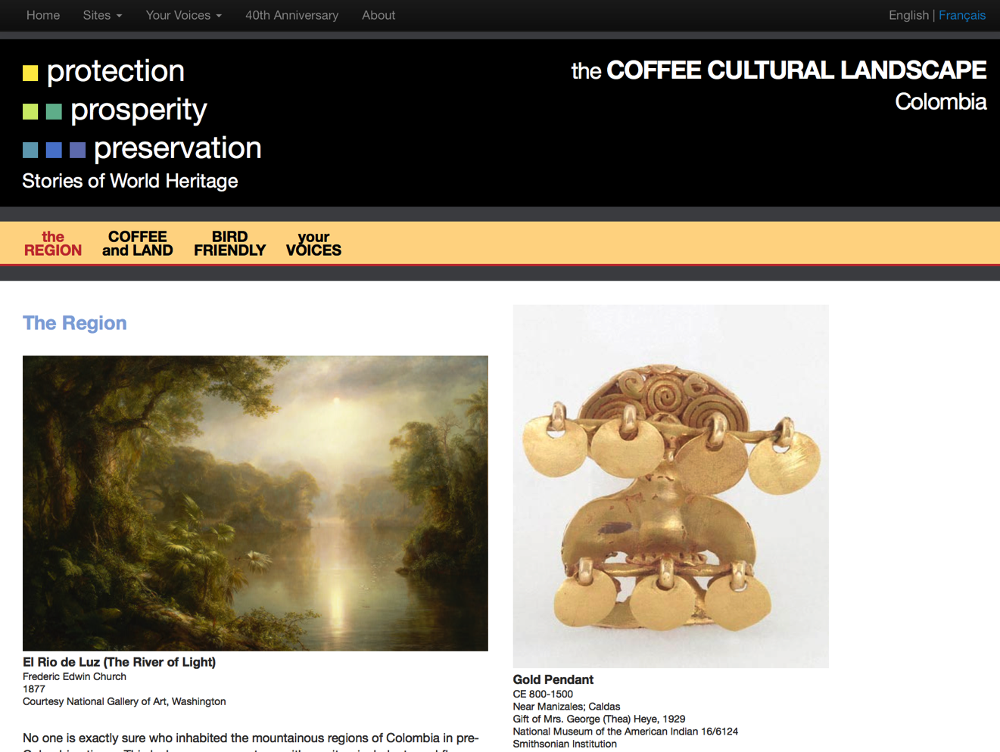 Home Sites Your Voices 40th Anniversary About English | Français
protection
prosperity
preservation
Stories of World Heritage
the COFFEE CULTURAL LANDSCAPE
Colombia
the REGION
COFFEE and LAND
BIRD FRIENDLY
your VOICES
The Region
El Rio de Luz (The River of Light)
Frederic Edwin Church
1877
Courtesy National Gallery of Art, Washington
No one is exactly sure who inhabited the mountainous regions of Colombia in pre-
Gold Pendant
CE 800-1500
Near Manizales; Caldas
Gift of Mrs. George (Thea) Heye, 1929
National Museum of the American Indian 16/6124
Smithsonian Institution